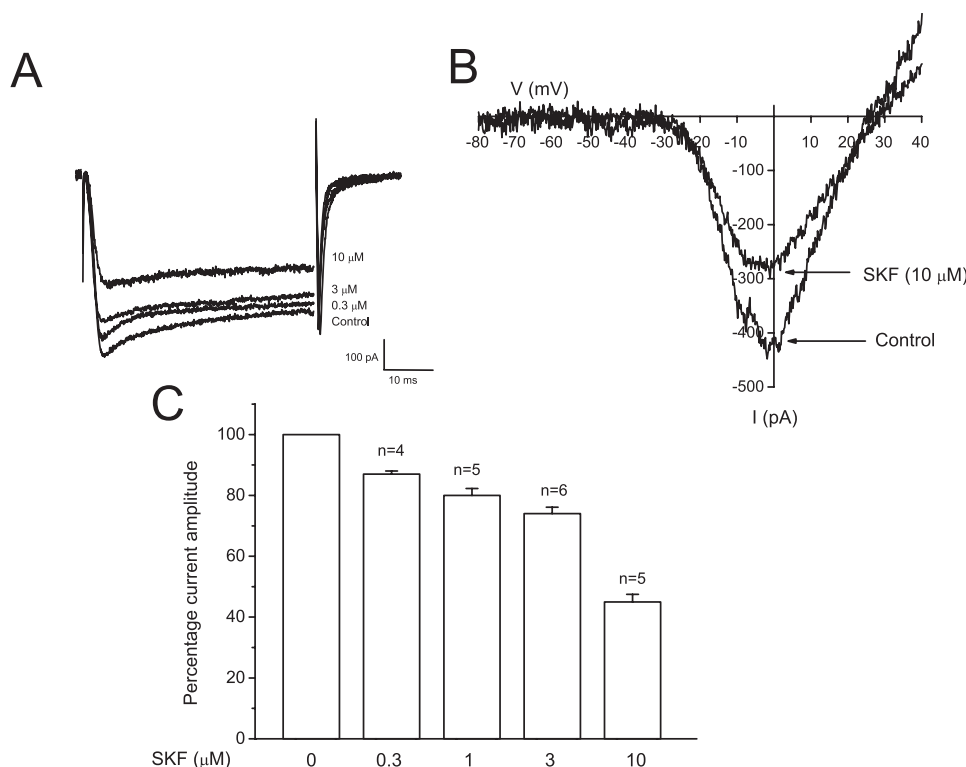 A
10 µM
3 µM
0.3 µM
Control
100 pA
10 ms
B
V (mV)
-80 -70 -60 -50 -40 -30 -20 -10 10 20 30 40
-100
-200
-300
-400
-500
SKF (10 µM)
Control
I (pA)
C
Percentage current amplitude
100
80
60
40
20
0
n=4
n=5
n=6
n=5
SKF (µM) 0 0.3 1 3 10